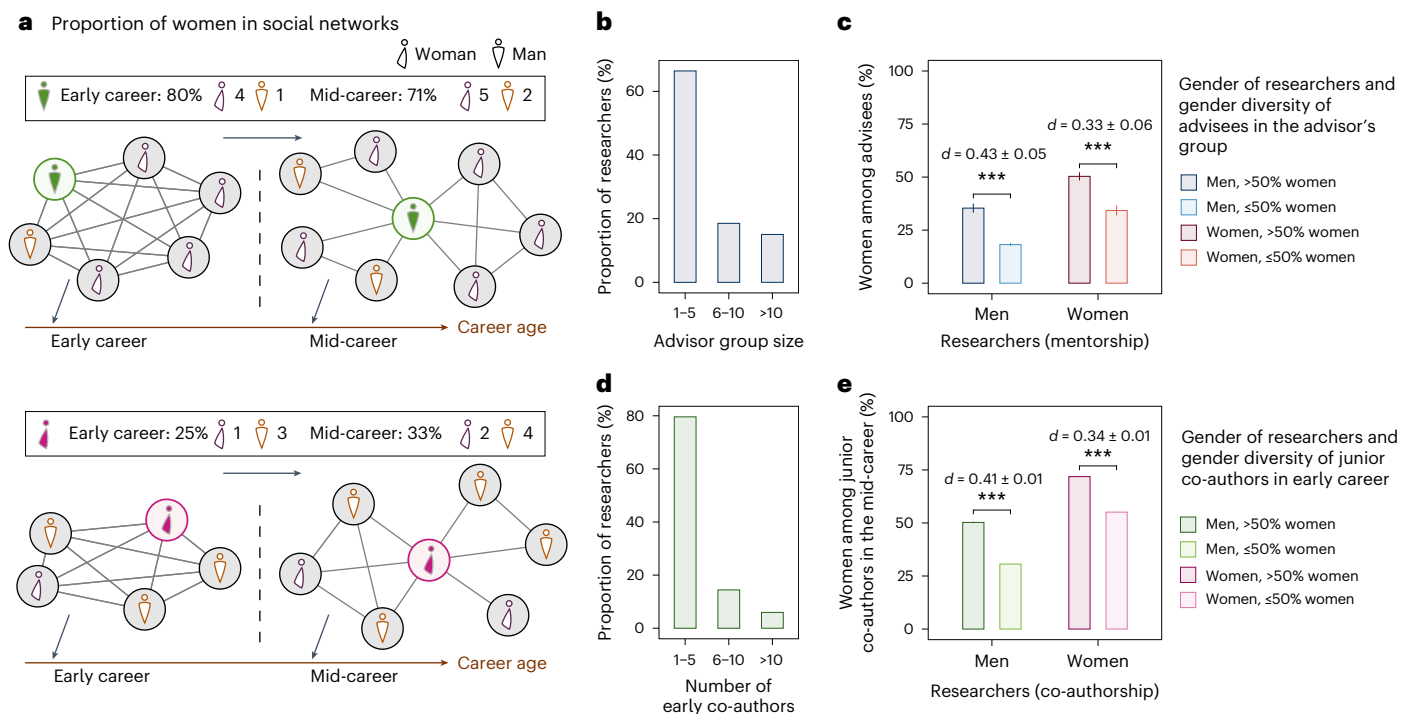 a Proportion of women in social networks
Woman Man
Early career: 80% 4 1 Mid-career: 71% 5 2
Career age
Early career Mid-career
Early career: 25% 1 3 Mid-career: 33% 2 4
Career age
Early career Mid-career
b
Proportion of researchers (%)
60
40
20
0
1–5 6–10 >10
Advisor group size
c
Women among advisees (%)
100
75
50
25
0
d = 0.43 ± 0.05
***
d = 0.33 ± 0.06
***
Men Women
Researchers (mentorship)
Gender of researchers and
gender diversity of
advisees in the advisor’s
group
Men, >50% women
Men, ≤50% women
Women, >50% women
Women, ≤50% women
d
Proportion of researchers (%)
80
60
40
20
0
1–5 6–10 >10
Number of
early co-authors
e
Women among junior
co-authors in the mid-career (%)
100
75
50
25
0
d = 0.41 ± 0.01
***
d = 0.34 ± 0.01
***
Men Women
Researchers (co-authorship)
Gender of researchers and
gender diversity of junior
co-authors in early career
Men, >50% women
Men, ≤50% women
Women, >50% women
Women, ≤50% women